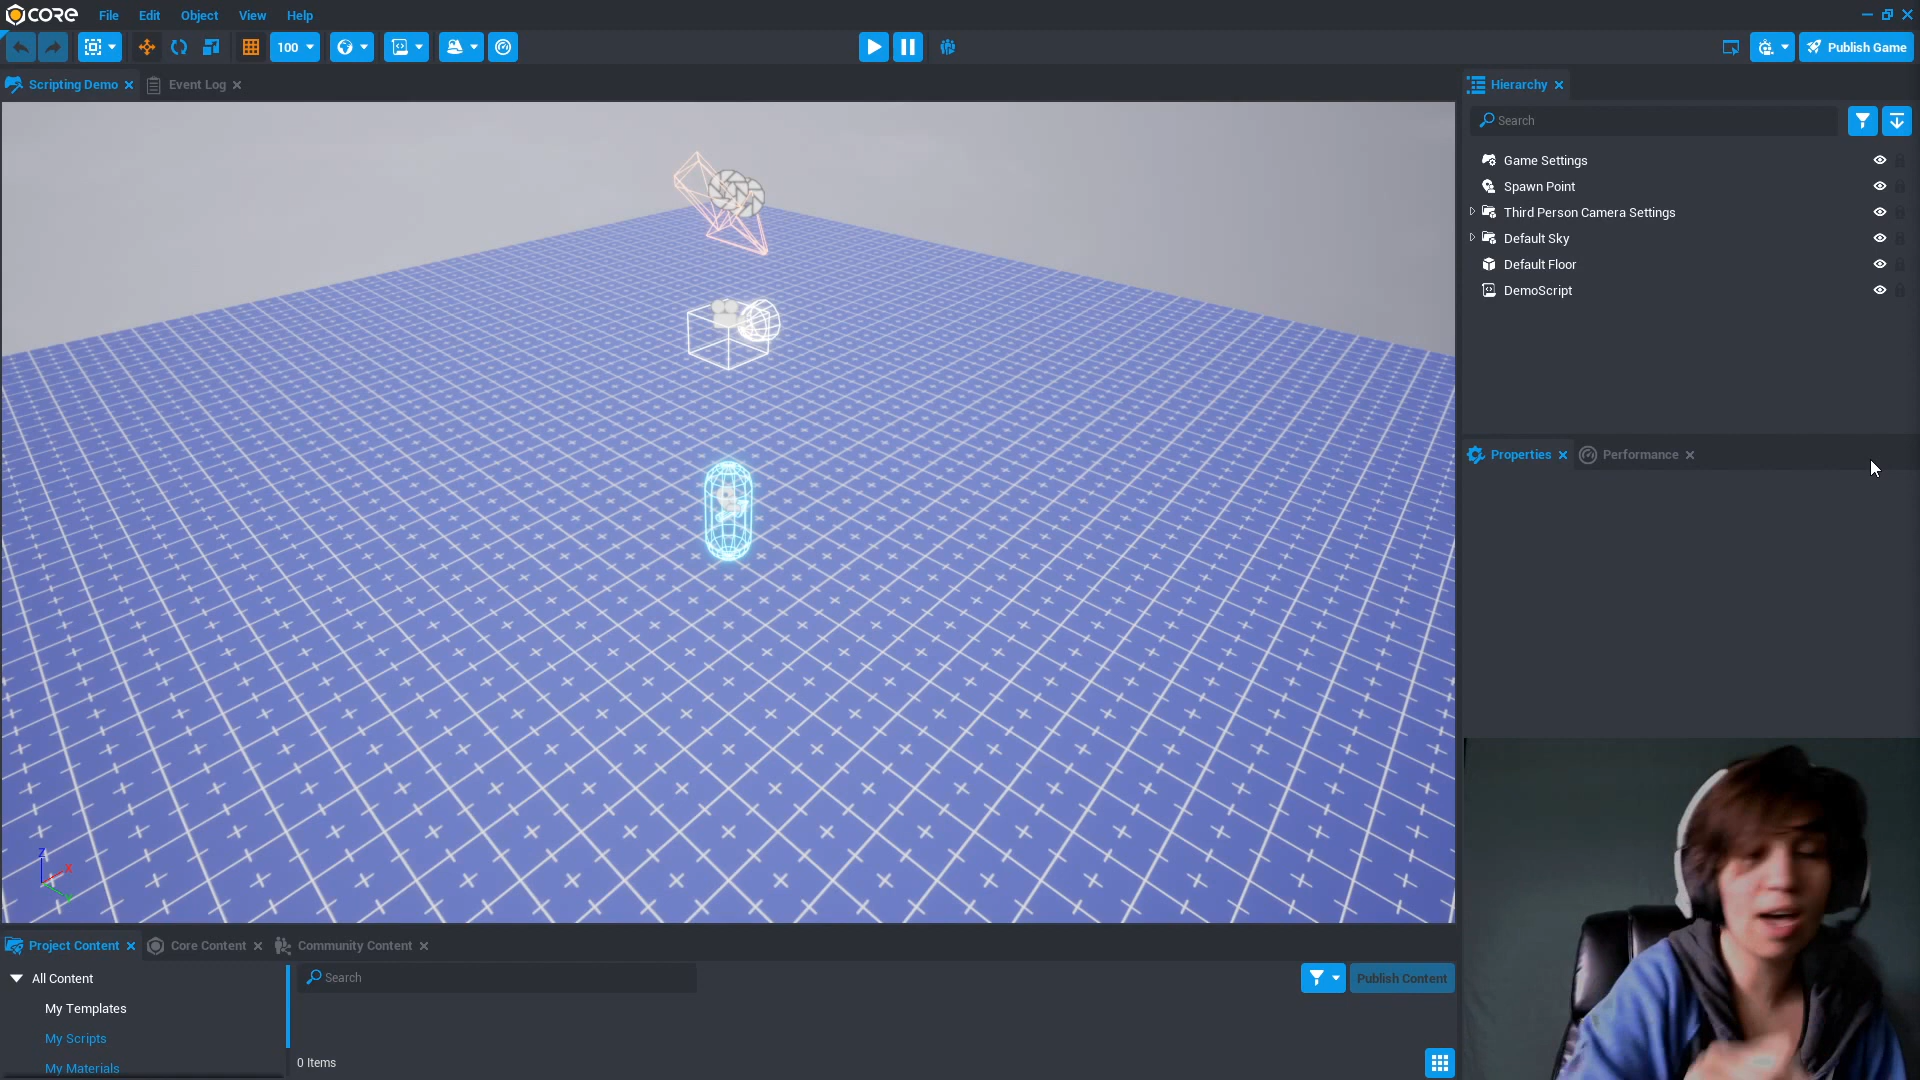 CORE File Edit Object View Help
100 Publish Game
Scripting Demo Event Log
Hierarchy
Search
Game Settings
Spawn Point
Third Person Camera Settings
Default Sky
Default Floor
DemoScript
Properties Performance
Z
X
Project Content Core Content Community Content
All Content
Search
Publish Content
My Templates
My Scripts
My Materials
0 Items